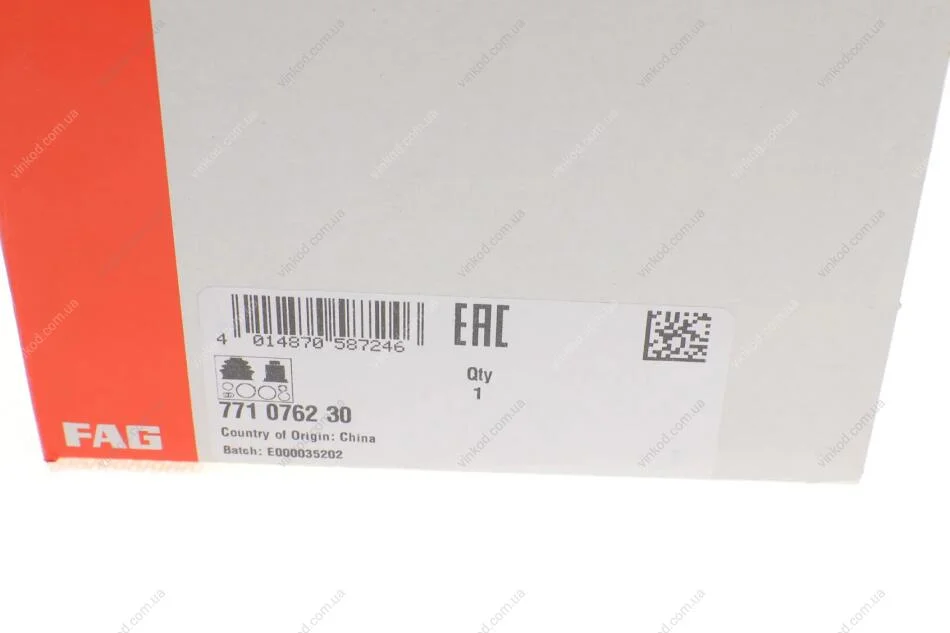 4 014870 587246
EAC
Qty
1
771 0762 30
Country of Origin: China
Batch: E000035202
FAG
vinkod.com.ua